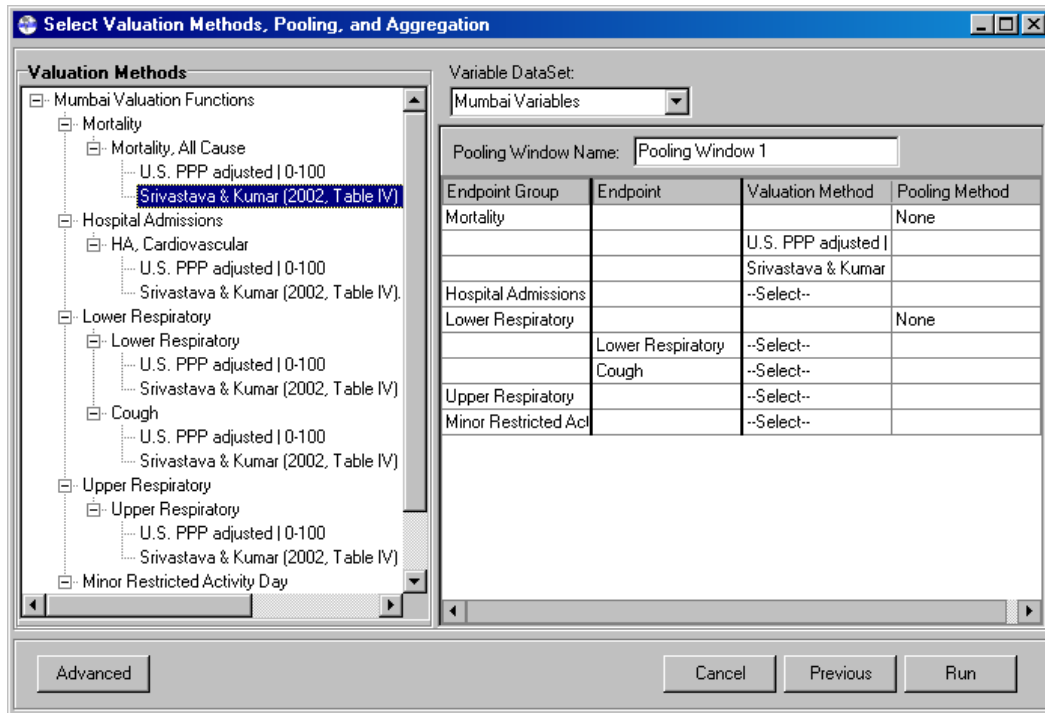 Select Valuation Methods, Pooling, and Aggregation
Valuation Methods
Mumbai Valuation Functions
Mortality
Mortality, All Cause
U.S. PPP adjusted | 0-100
Srivastava & Kumar (2002, Table IV)
Hospital Admissions
HA, Cardiovascular
U.S. PPP adjusted | 0-100
Srivastava & Kumar (2002, Table IV).
Lower Respiratory
Lower Respiratory
U.S. PPP adjusted | 0-100
Srivastava & Kumar (2002, Table IV)
Cough
U.S. PPP adjusted | 0-100
Srivastava & Kumar (2002, Table IV)
Upper Respiratory
Upper Respiratory
U.S. PPP adjusted | 0-100
Srivastava & Kumar (2002, Table IV)
Minor Restricted Activity Day
Variable DataSet:
Mumbai Variables
Pooling Window Name: Pooling Window 1
Endpoint Group Endpoint Valuation Method Pooling Method
Mortality None
U.S. PPP adjusted |
Srivastava & Kumar
Hospital Admissions --Select--
Lower Respiratory None
Lower Respiratory --Select--
Cough --Select--
Upper Respiratory --Select--
Minor Restricted Act --Select--
Advanced Cancel Previous Run